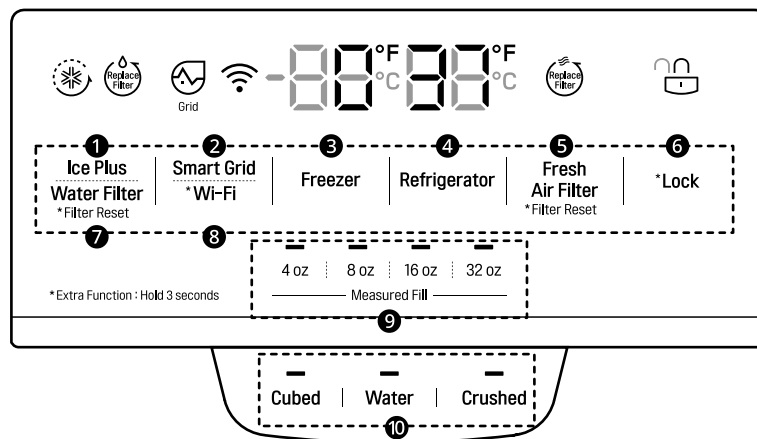 Replace Filter
Grid
0 °F °C 37 °F °C
Replace Filter
1 2 3 4 5 6
Ice Plus
Water Filter
*Filter Reset
Smart Grid
*Wi-Fi
Freezer
Refrigerator
Fresh
Air Filter
*Filter Reset
*Lock
7 8
4 oz 8 oz 16 oz 32 oz
*Extra Function : Hold 3 seconds
Measured Fill
9
Cubed Water Crushed
10